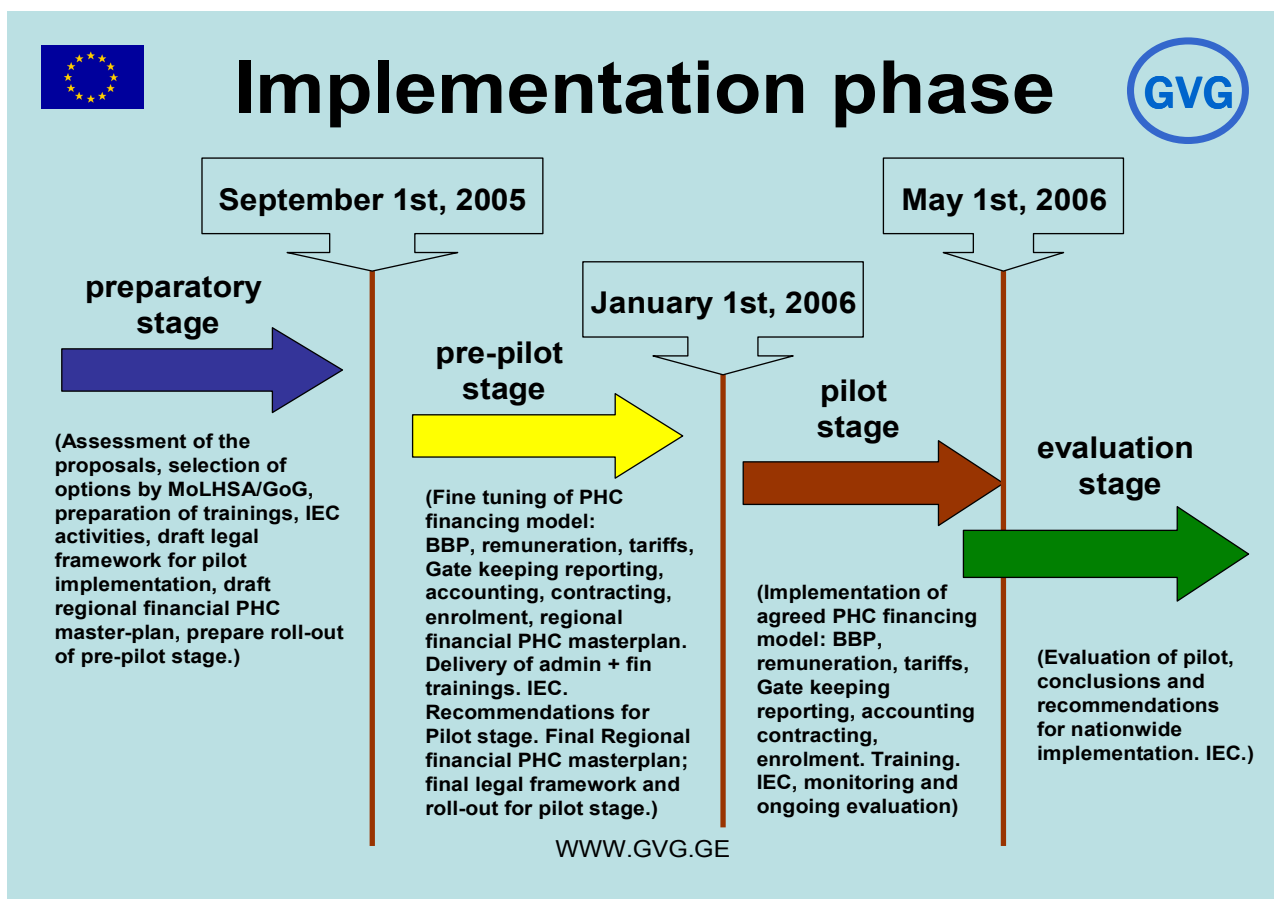 Implementation phase
GVG
September 1st, 2005
May 1st, 2006
January 1st, 2006
preparatory
stage
(Assessment of the
proposals, selection of
options by MoLHSA/GoG,
preparation of trainings, IEC
activities, draft legal
framework for pilot
implementation, draft
regional financial PHC
master-plan, prepare roll-out
of pre-pilot stage.)
pre-pilot
stage
(Fine tuning of PHC
financing model:
BBP, remuneration, tariffs,
Gate keeping reporting,
accounting, contracting,
enrolment, regional
financial PHC masterplan.
Delivery of admin + fin
trainings. IEC.
Recommendations for
Pilot stage. Final Regional
financial PHC masterplan;
final legal framework and
roll-out for pilot stage.)
pilot
stage
(Implementation of
agreed PHC financing
model: BBP,
remuneration, tariffs,
Gate keeping
reporting, accounting
contracting,
enrolment. Training.
IEC, monitoring and
ongoing evaluation)
evaluation
stage
(Evaluation of pilot,
conclusions and
recommendations
for nationwide
implementation. IEC.)
WWW.GVG.GE